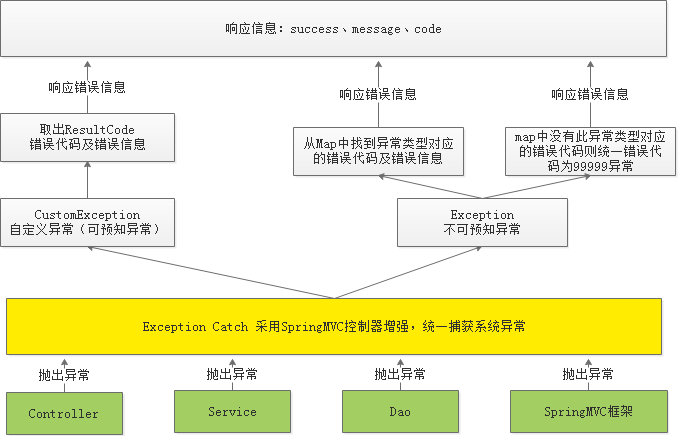 响应信息：success、message、code
响应错误信息
响应错误信息
响应错误信息
取出ResultCode
错误代码及错误信息
从Map中找到异常类型对应
的错误代码及错误信息
map中没有此异常类型对应
的错误代码则统一错误代
码为99999异常
CustomException
自定义异常（可预知异常）
Exception
不可预知异常
Exception Catch 采用SpringMVC控制器增强，统一捕获系统异常
抛出异常
抛出异常
抛出异常
抛出异常
Controller
Service
Dao
SpringMVC框架